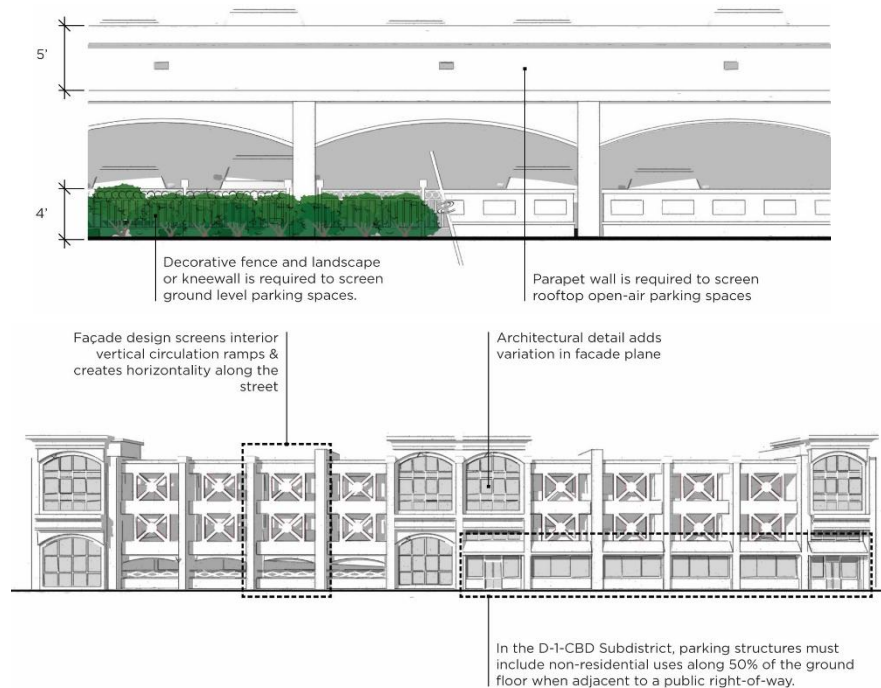 5'
4'
Decorative fence and landscape
or kneewall is required to screen
ground level parking spaces.
Parapet wall is required to screen
rooftop open-air parking spaces
Façade design screens interior
vertical circulation ramps &
creates horizontality along the
street
Architectural detail adds
variation in facade plane
In the D-1-CBD Subdistrict, parking structures must
include non-residential uses along 50% of the ground
floor when adjacent to a public right-of-way.